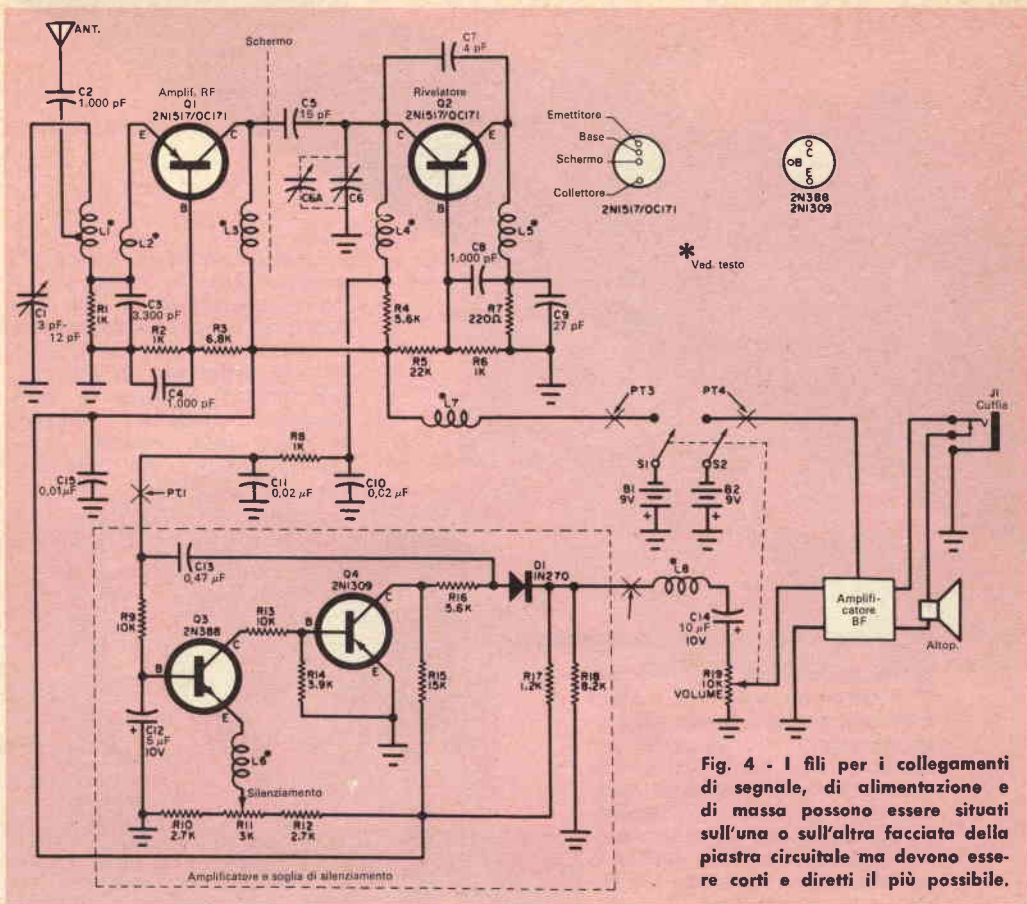 ANT.
C2
1.000 pF
Amplif. RF
Q1
2N1517/OC171
Schermo
C5
15 pF
C7
4 pF
Rivelatore
Q2
2N1517/OC171
Emettitore
Base
Schermo
Collettore
2N1517/OC171
C
B
E
2N388
2N1309
*
Ved. testo
E
C
B
C
E
B
C6A
C6
L1*
L2*
*L3
L4*
L5*
C8
1.000 pF
C1
3 pF-
12 pF
R1
1K
C3
3.300 pF
R2
1K
R3
6.8K
C4
1.000 pF
R4
5.6K
R7
220Ω
C9
27 pF
R5
22K
R6
1K
*L7
PT3
PT4
J1
Cuffia
R8
1K
C15
0,01µF
PT.1
C11
0,02 µF
C10
0,02 µF
S1
S2
B1
9V
+
B2
9V
+
C13
0,47 µF
Q4
2N1309
R16
5.6K
D1
1N270
*L8
R9
10K
Q3
2N388
R13
10K
C
B
E
B
C
E
R14
3.9K
R15
15K
R17
1.2K
R18
8.2K
C14
10 µF
10V
+
R19
10K
VOLUME
Amplifi-
catore
BF
Altop.
+
C12
5 µF
10V
L6*
Silenziamento
R10
2.7K
R11
3K
R12
2.7K
Amplificatore e soglia di silenziamento
Fig. 4 - I fili per i collegamenti
di segnale, di alimentazione e
di massa possono essere situati
sull'una o sull'altra facciata della
piastra circuitale ma devono esse-
re corti e diretti il più possibile.